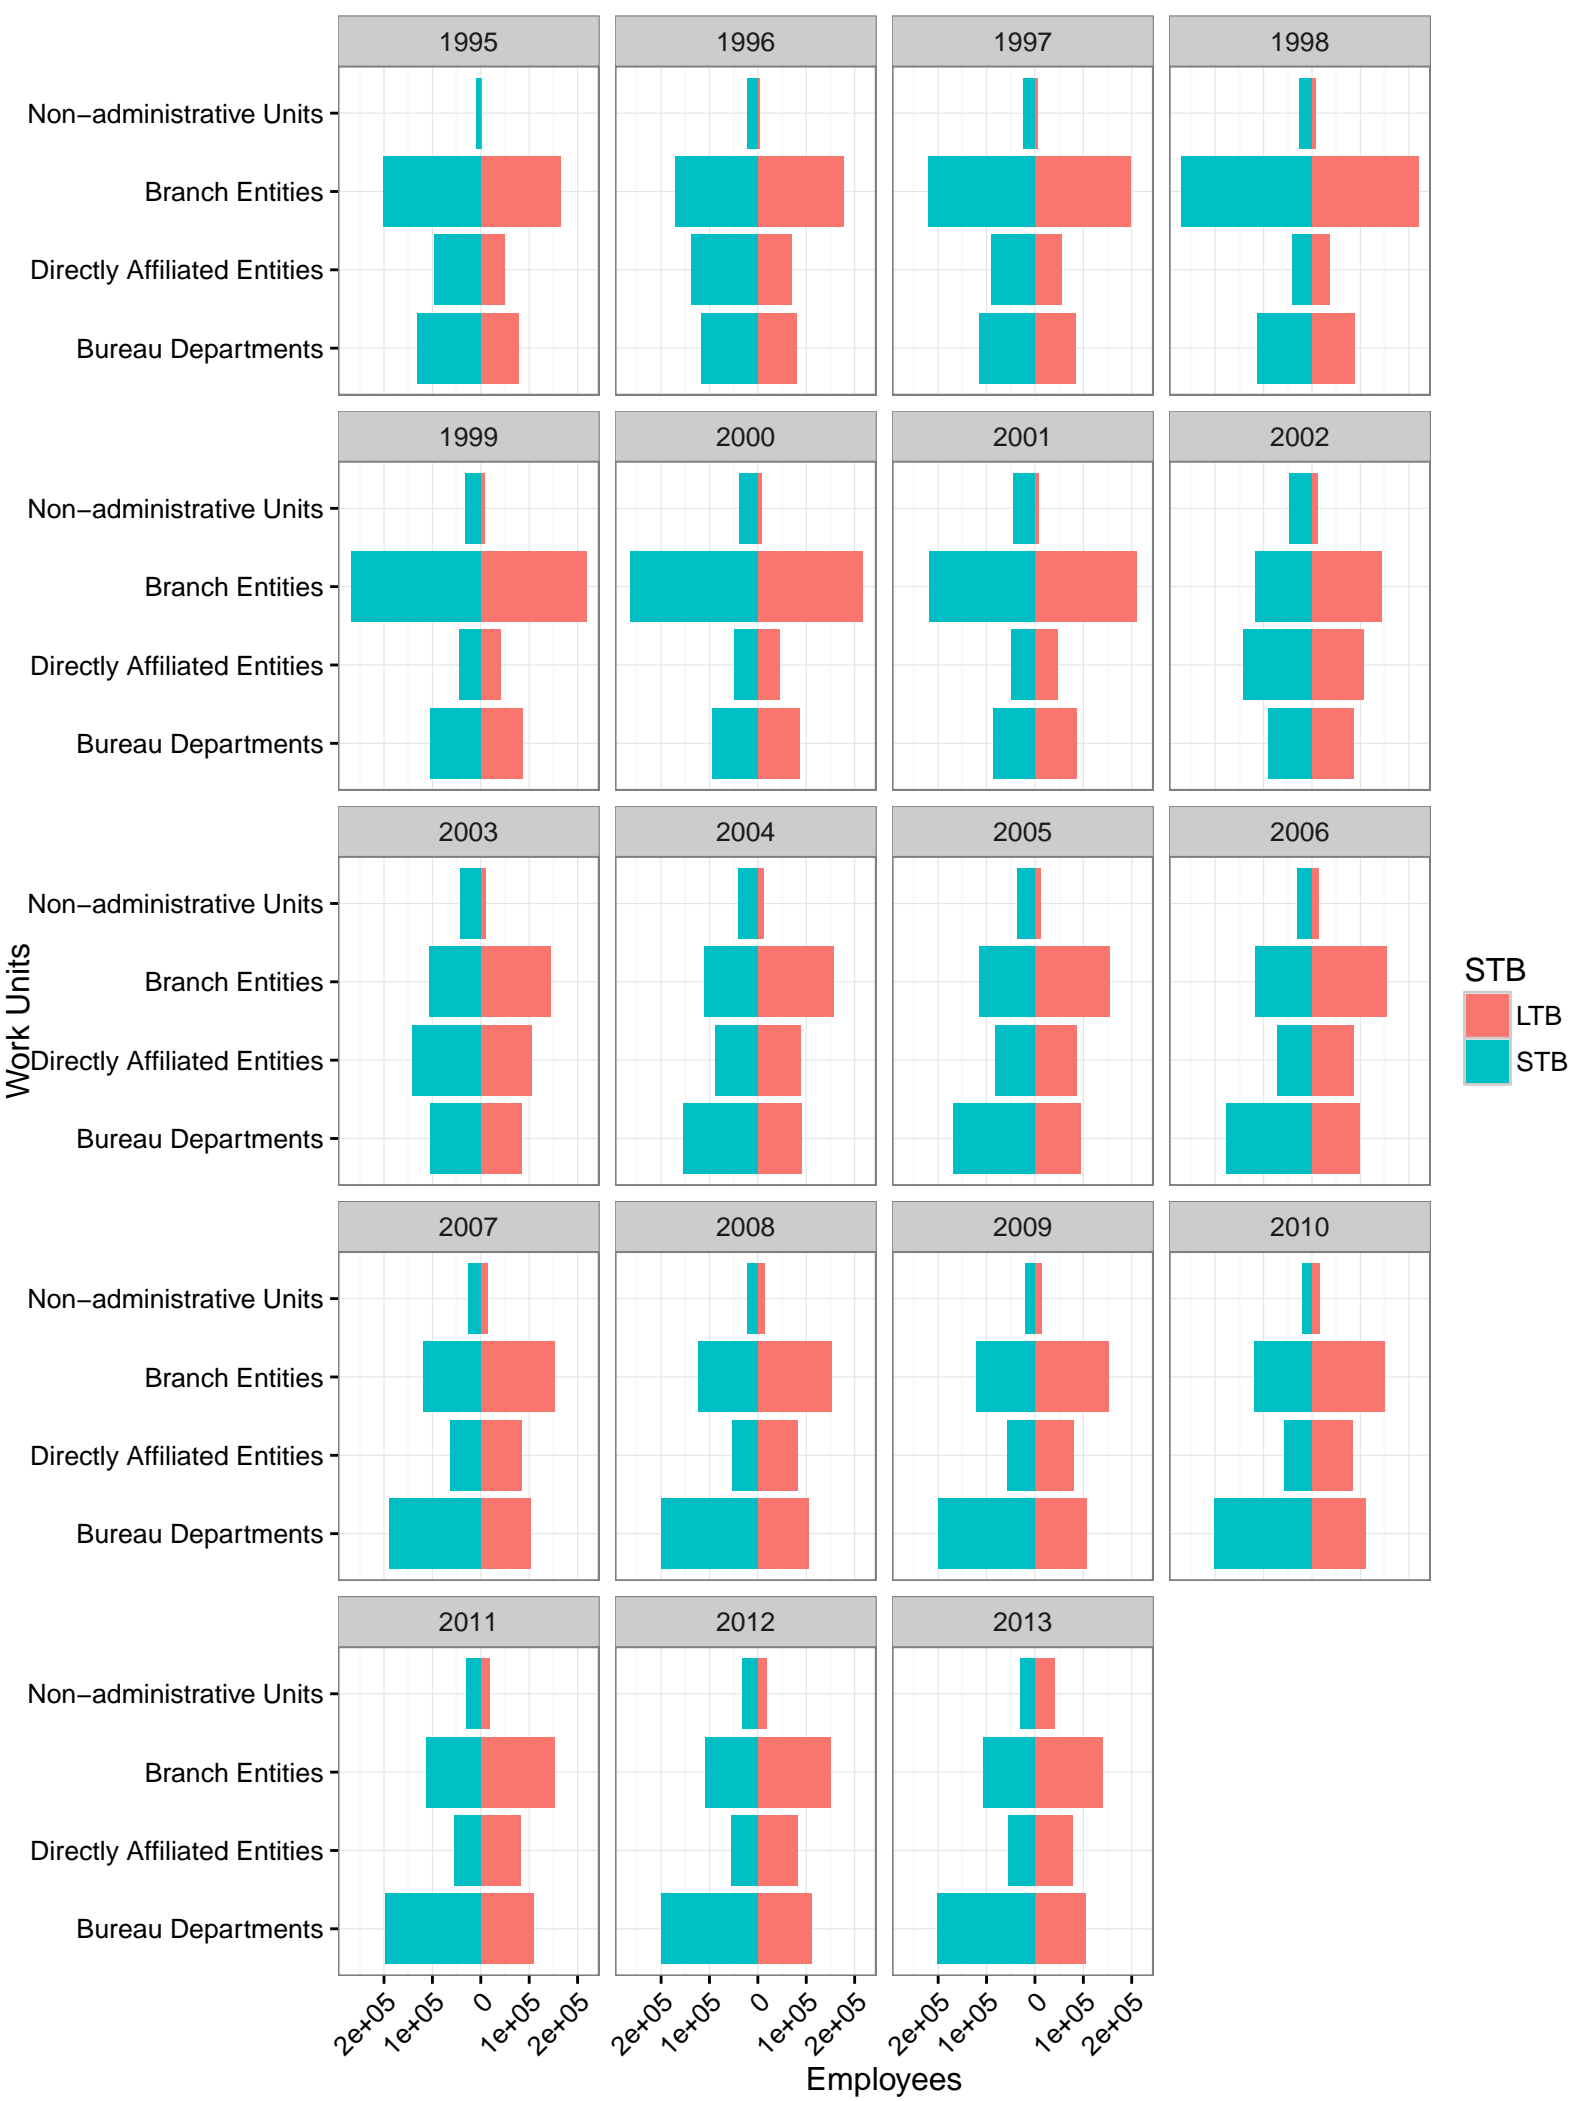 1995 1996 1997 1998
Non−administrative Units
Branch Entities
Directly Affiliated Entities
Bureau Departments
1999 2000 2001 2002
Non−administrative Units
Branch Entities
Directly Affiliated Entities
Bureau Departments
2003 2004 2005 2006
Non−administrative Units
Branch Entities
Directly Affiliated Entities
Bureau Departments
2007 2008 2009 2010
Non−administrative Units
Branch Entities
Directly Affiliated Entities
Bureau Departments
2011 2012 2013
Non−administrative Units
Branch Entities
Directly Affiliated Entities
Bureau Departments
2e+05 1e+05 0 1e+05 2e+05 2e+05 1e+05 0 1e+05 2e+05 2e+05 1e+05 0 1e+05 2e+05
Employees
Work Units
STB
LTB
STB